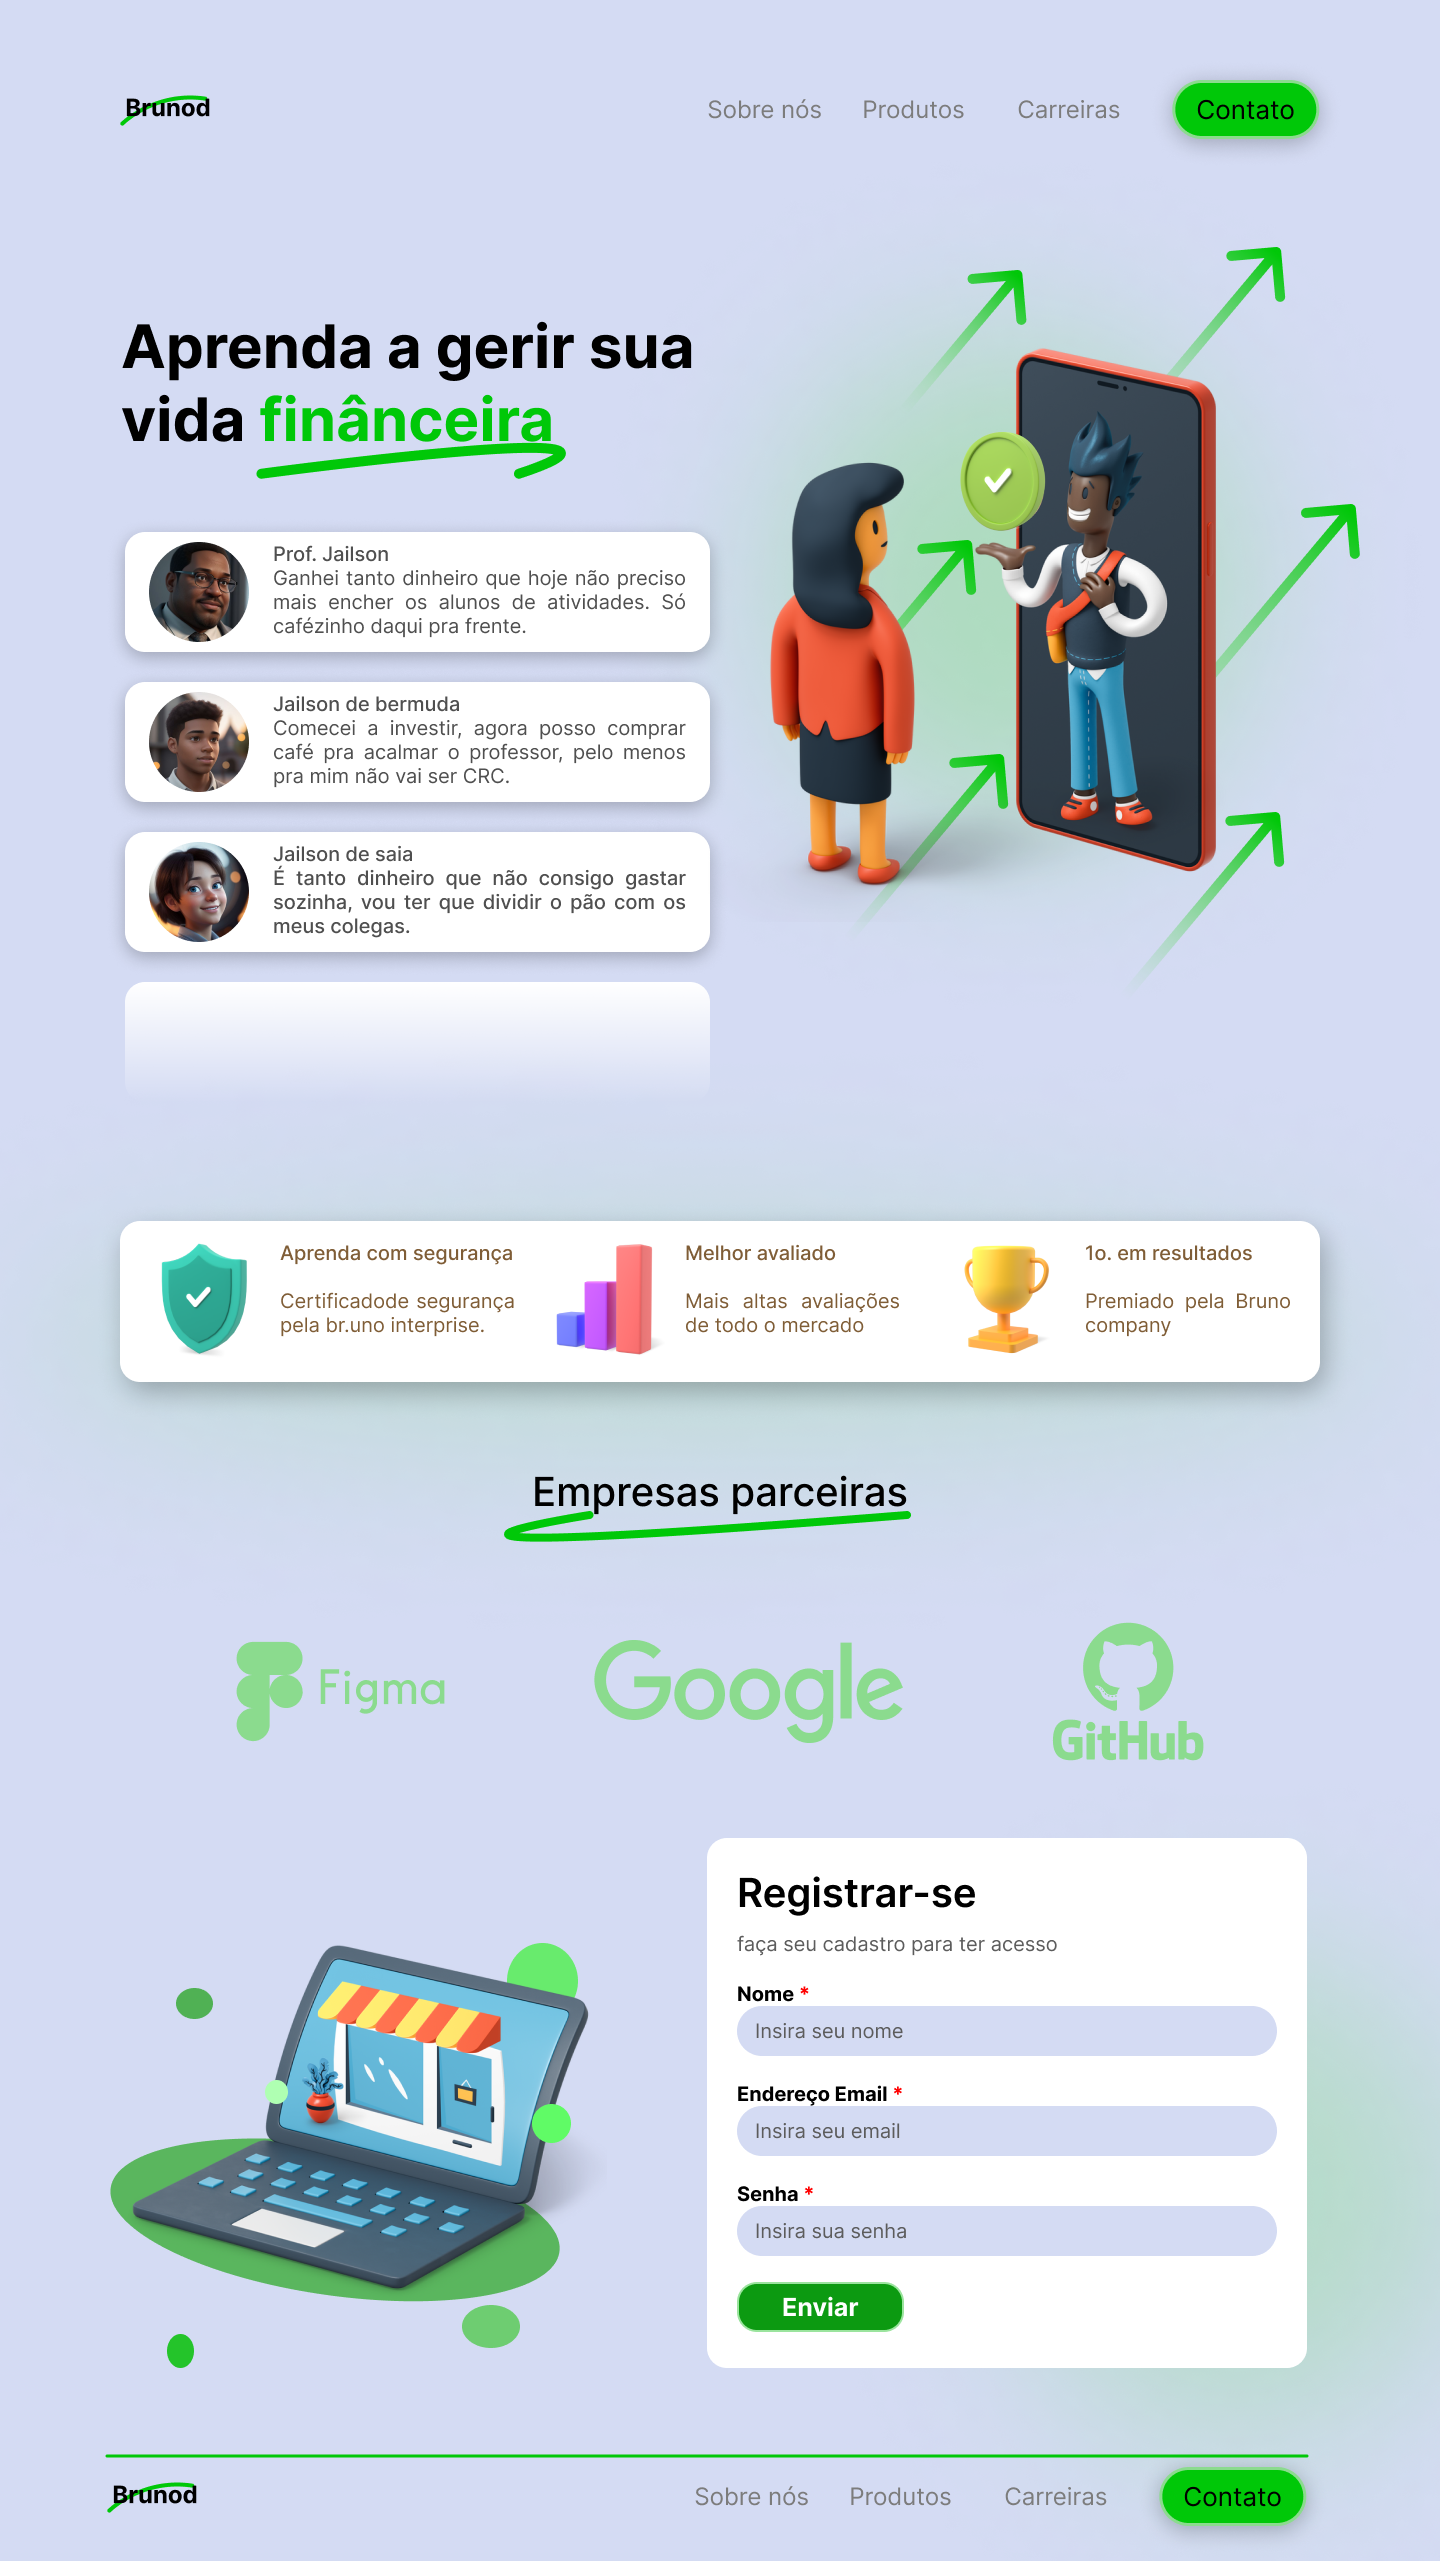 Brunod
Sobre nós Produtos Carreiras Contato
Aprenda a gerir sua
vida finânceira
Prof. Jailson
Ganhei tanto dinheiro que hoje não preciso
mais encher os alunos de atividades. Só
cafézinho daqui pra frente.
Jailson de bermuda
Comecei a investir, agora posso comprar
café pra acalmar o professor, pelo menos
pra mim não vai ser CRC.
Jailson de saia
É tanto dinheiro que não consigo gastar
sozinha, vou ter que dividir o pão com os
meus colegas.
Aprenda com segurança
Certificadode segurança
pela br.uno interprise.
Melhor avaliado
Mais altas avaliações
de todo o mercado
1o. em resultados
Premiado pela Bruno
company
Empresas parceiras
Figma
Google
GitHub
Registrar-se
faça seu cadastro para ter acesso
Nome *
Insira seu nome
Endereço Email *
Insira seu email
Senha *
Insira sua senha
Enviar
Brunod
Sobre nós Produtos Carreiras Contato